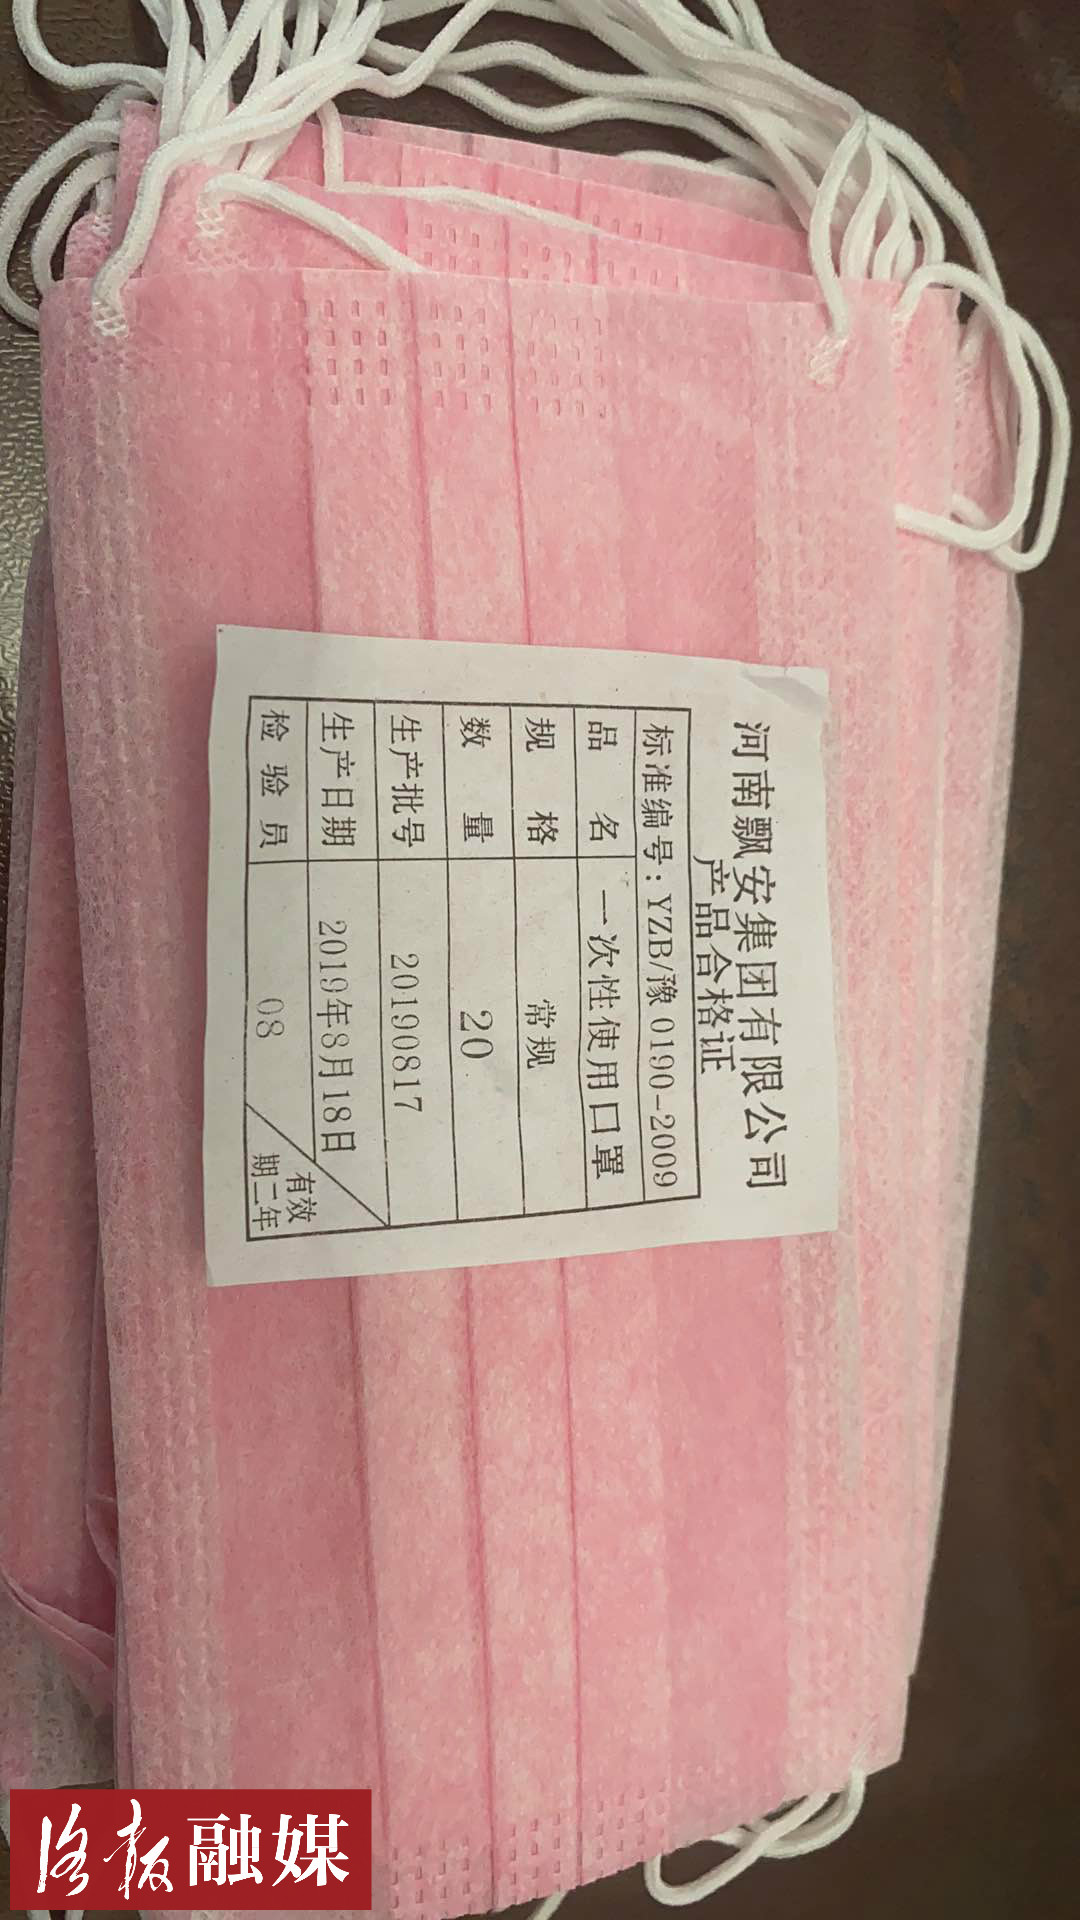 河南飘安集团有限公司
产品合格证
标准编号：YZB/豫 0190-2009
品 名 一次性使用口罩
规 格 常规
数 量 20
生产批号 20190817
生产日期 2019年8月18日
检 验 员 08
有效
期二年
洛报融媒